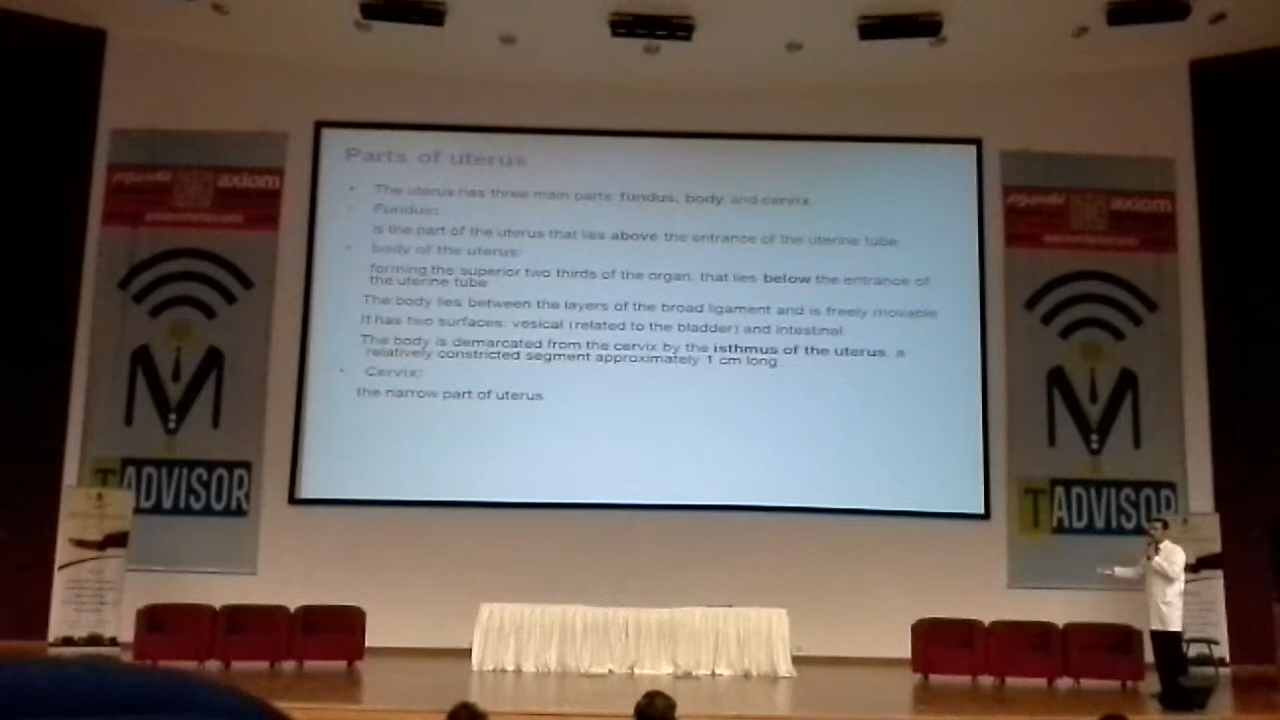 Parts of uterus
The uterus has three main parts: fundus, body, and cervix.
Fundus:
is the part of the uterus that lies above the entrance of the uterine tube
body of the uterus:
forming the superior two thirds of the organ, that lies below the entrance of
the uterine tube
The body lies between the layers of the broad ligament and is freely movable
It has two surfaces: vesical (related to the bladder) and intestinal
The body is demarcated from the cervix by the isthmus of the uterus, a
relatively constricted segment approximately 1 cm long
Cervix:
the narrow part of uterus
axiom
TADVISOR
axiom
TADVISOR